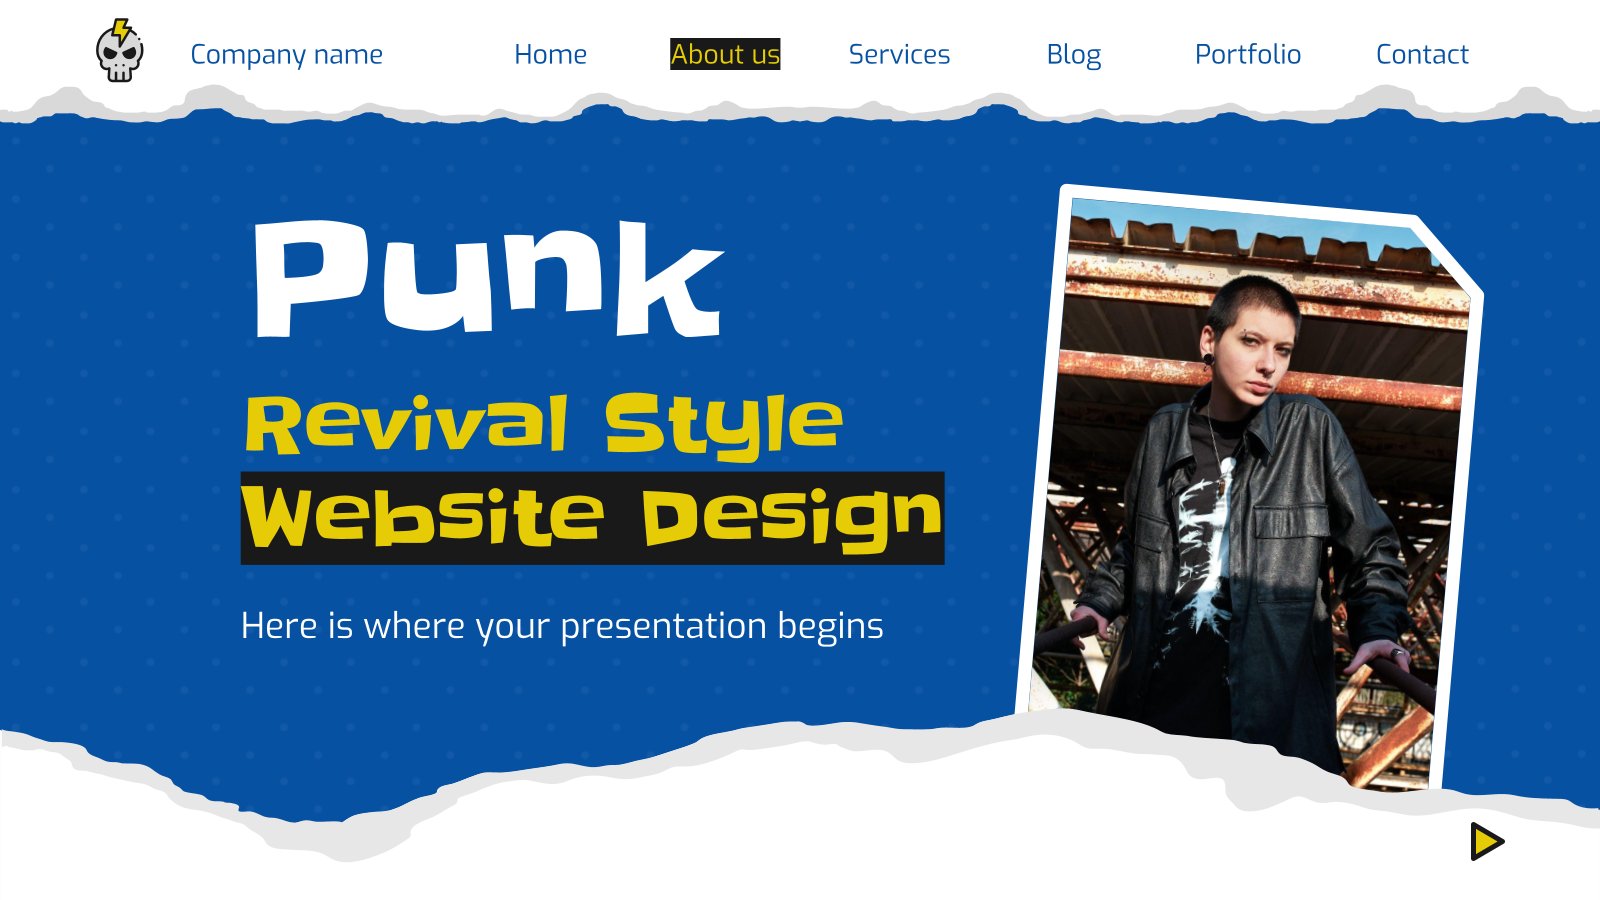 Company name
Home
About us
Services
Blog
Portfolio
Contact
Punk
Revival Style
Website Design
Here is where your presentation begins